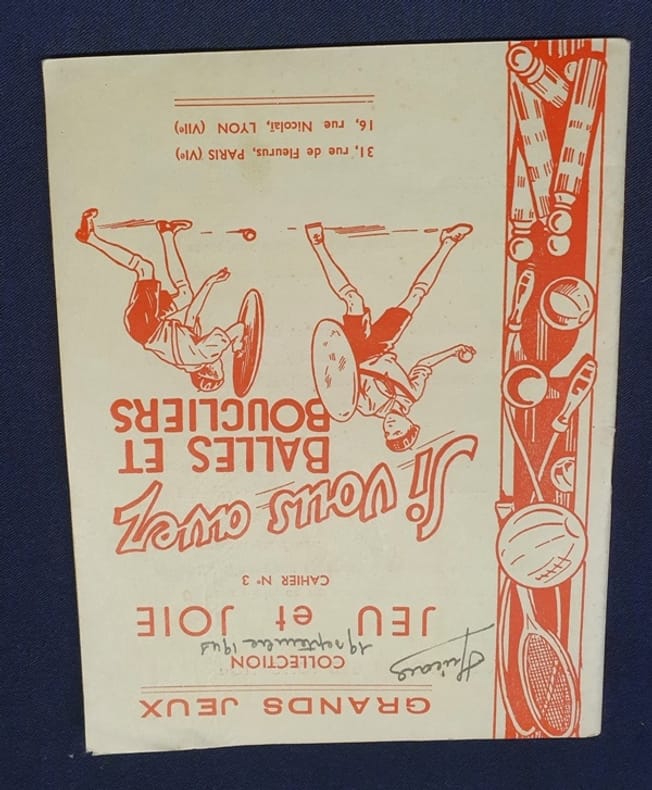 GRANDS JEUX
COLLECTION
19 septembre 194
JEU et JOIE
CAHIER N° 3
Si vous avez
BALLES ET
BOUCLIERS
31, rue de Fleurus, PARIS (VIe)
16, rue Nicolaï, LYON (VIIe)